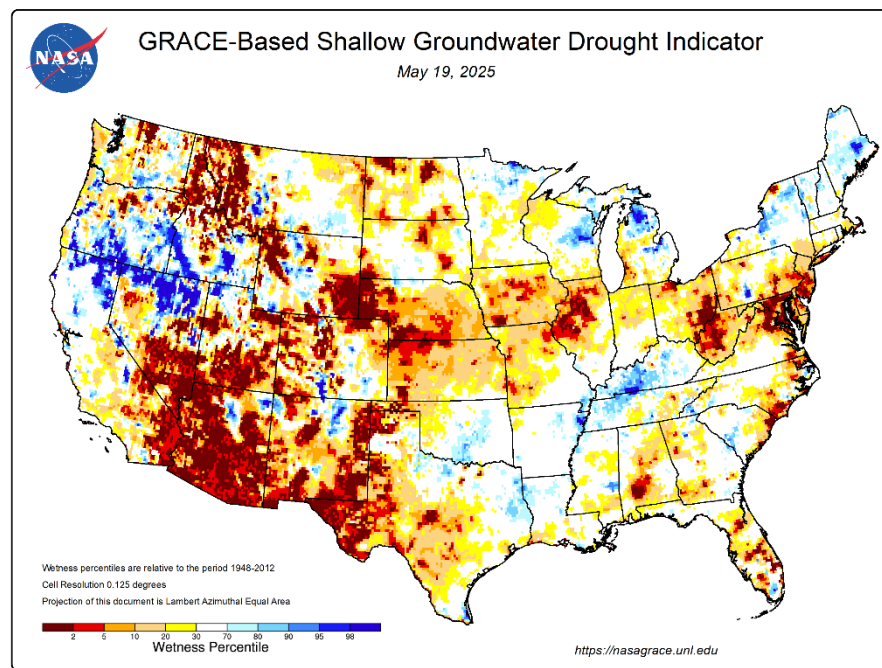 NASA
GRACE-Based Shallow Groundwater Drought Indicator
May 19, 2025
Wetness percentiles are relative to the period 1948-2012
Cell Resolution 0.125 degrees
Projection of this document is Lambert Azimuthal Equal Area
2 5 10 20 30 70 80 90 95 98
Wetness Percentile
https://nasagrace.unl.edu